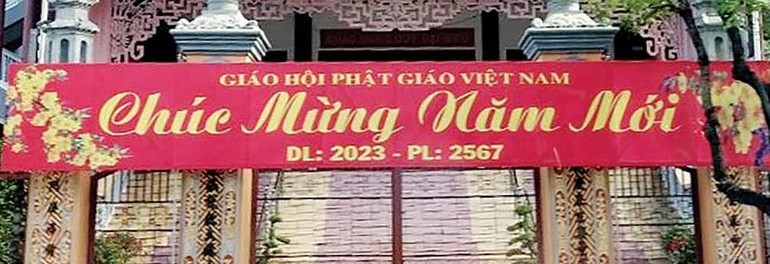 GIÁO HỘI PHẬT GIÁO VIỆT NAM
Chúc Mừng Năm Mới
DL: 2023 - PL: 2567